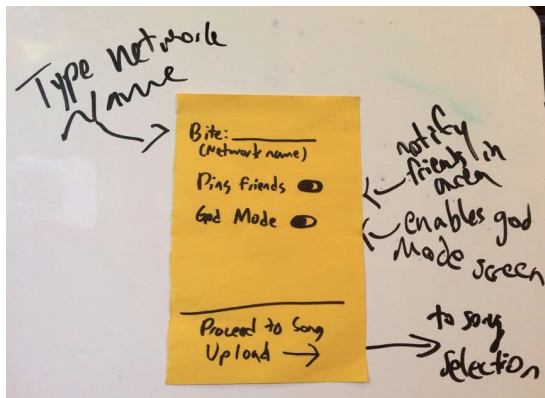 Type network
Name
Bite:
(Network name)
Ping friends
God Mode
Proceed to Song
Upload →
notify
friends in
area
enables god
Mode screen
to song
selection